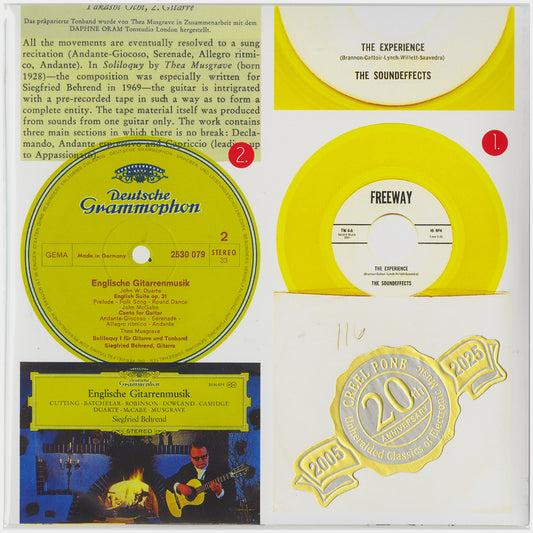 Takashi Ochi, 2. Gitarre
Das präparierte Tonband wurde von Thea Musgrave in Zusammenarbeit mit dem
DAPHNE ORAM Tonstudio London hergestellt.
All the movements are eventually resolved to a sung
recitation (Andante-Giocoso, Serenade, Allegro ritmi-
co, Andante). In Soliloquy by Thea Musgrave (born
1928)—the composition was especially written for
Siegfried Behrend in 1969—the guitar is intrigrated
with a pre-recorded tape in such a way as to form a
complete entity. The tape material itself was produced
from sounds from one guitar only. The work contains
three main sections in which there is no break: Decla-
mando, Andante espressivo and Capriccio (leading up
to Appassionato).
2.
Deutsche
Grammophon
2
GEMA
Made in Germany
2530 079
STEREO
33
Englische Gitarrenmusik
John W. Duarte
English Suite op. 31
Prelude - Folk Song - Round Dance
John McCabe
Canto for Guitar
Andante-Giocoso - Serenade -
Allegro ritmico - Andante
Thea Musgrave
Soliloquy I für Gitarre und Tonband
Siegfried Behrend, Gitarre
Deutsche
Grammophon
Englische Gitarrenmusik
CUTTING · BATCHELAR · ROBINSON · DOWLAND · CAMIDGE
DUARTE · McCABE · MUSGRAVE
Siegfried Behrend
STEREO
THE EXPERIENCE
(Brannon-Cattoir-Lynch-Willett-Saavedra)
THE SOUNDEFFECTS
1.
FREEWAY
45 RPM
THE EXPERIENCE
THE SOUNDEFFECTS
116
CREEL PONE
20th
ANNIVERSARY
Unheralded Classics of Electronic Music
2005
2025